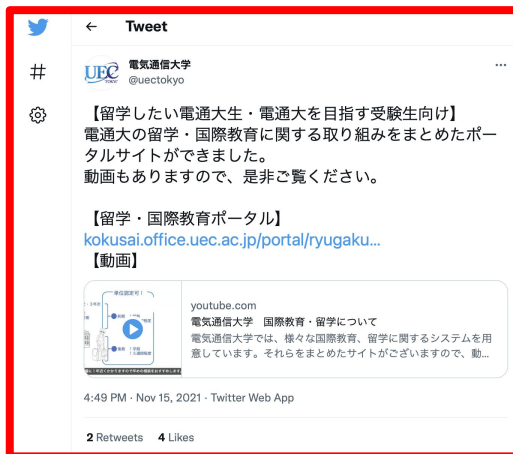 ← Tweet
UEC
TOKYO
電気通信大学
@uectokyo
【留学したい電通大生・電通大を目指す受験生向け】
電通大の留学・国際教育に関する取り組みをまとめたポー
タルサイトができました。
動画もありますので、是非ご覧ください。
【留学・国際教育ポータル】
kokusai.office.uec.ac.jp/portal/ryugaku...
【動画】
単位認定可!
youtube.com
電気通信大学 国際教育・留学について
電気通信大学では、様々な国際教育、留学に関するシステムを用
意しています。それらをまとめたサイトがございますので、動...
4:49 PM · Nov 15, 2021 · Twitter Web App
2 Retweets 4 Likes